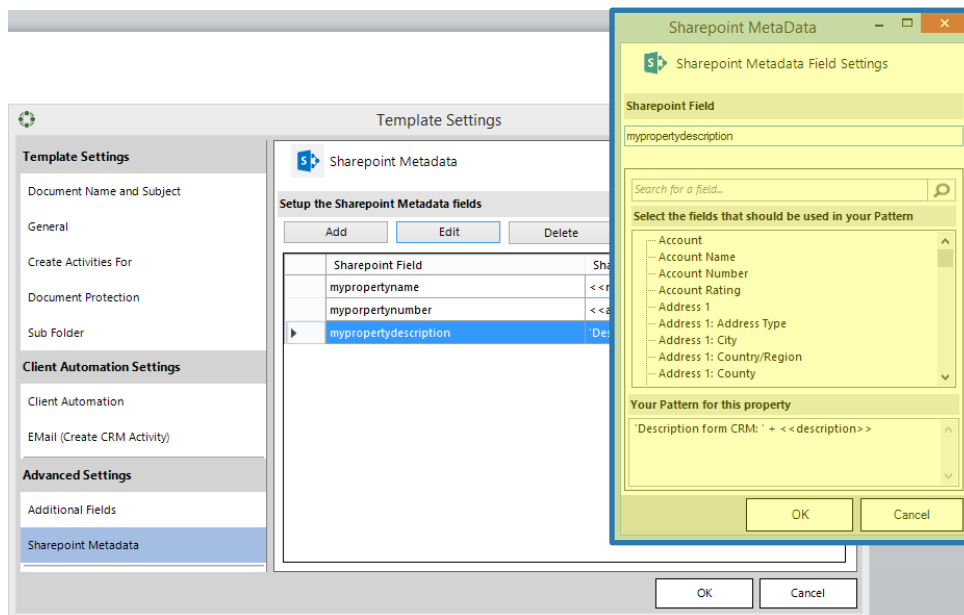 Template Settings
Template Settings
Document Name and Subject
General
Create Activities For
Document Protection
Sub Folder
Client Automation Settings
Client Automation
EMail (Create CRM Activity)
Advanced Settings
Additional Fields
Sharepoint Metadata
Sharepoint Metadata
Setup the Sharepoint Metadata fields
Add Edit Delete
Sharepoint Field Sha
mypropertyname <<r
myporpertynumber <<a
mypropertydescription 'Des
OK Cancel
Sharepoint MetaData
Sharepoint Metadata Field Settings
Sharepoint Field
mypropertydescription
Search for a field...
Select the fields that should be used in your Pattern
Account
Account Name
Account Number
Account Rating
Address 1
Address 1: Address Type
Address 1: City
Address 1: Country/Region
Address 1: County
Your Pattern for this property
'Description form CRM: ' + <<description>>
OK Cancel